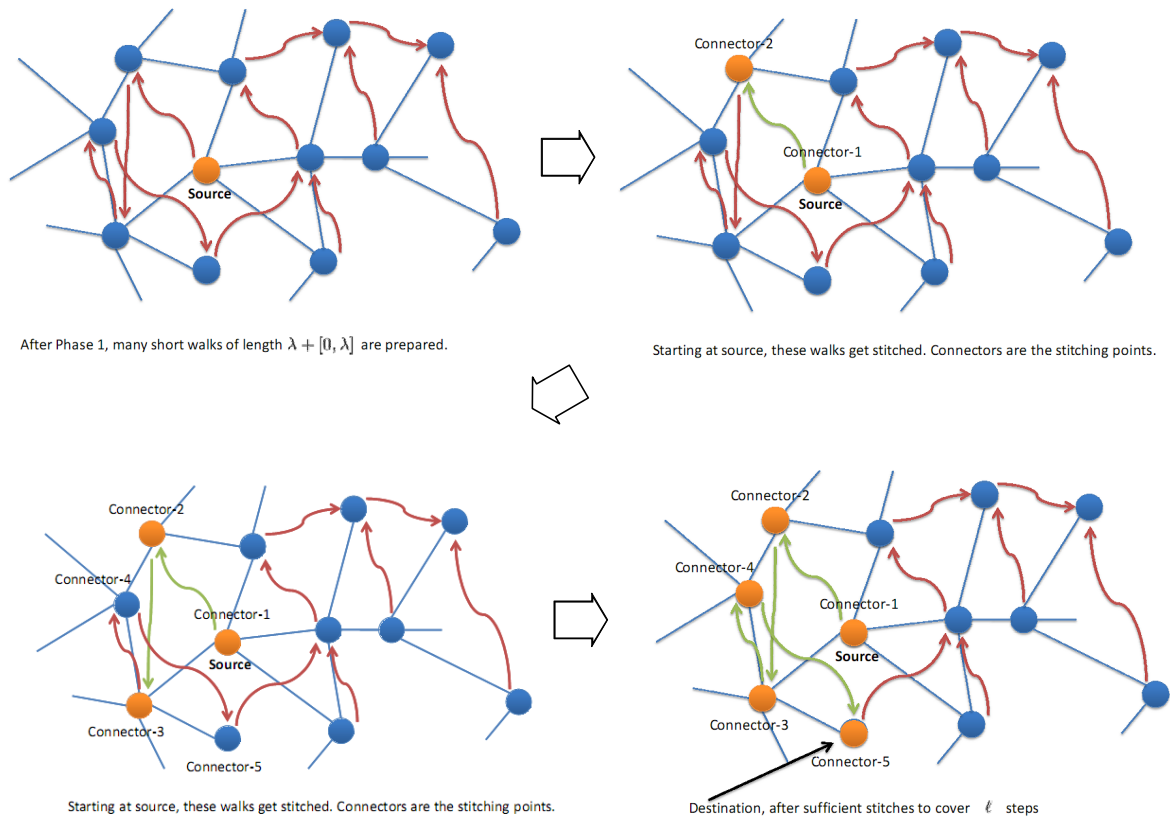 Source
After Phase 1, many short walks of length λ + [0, λ] are prepared.
Connector-2
Connector-1
Source
Starting at source, these walks get stitched. Connectors are the stitching points.
Connector-2
Connector-4
Connector-1
Source
Connector-3
Connector-5
Starting at source, these walks get stitched. Connectors are the stitching points.
Connector-2
Connector-4
Connector-1
Source
Connector-3
Connector-5
Destination, after sufficient stitches to cover ℓ steps